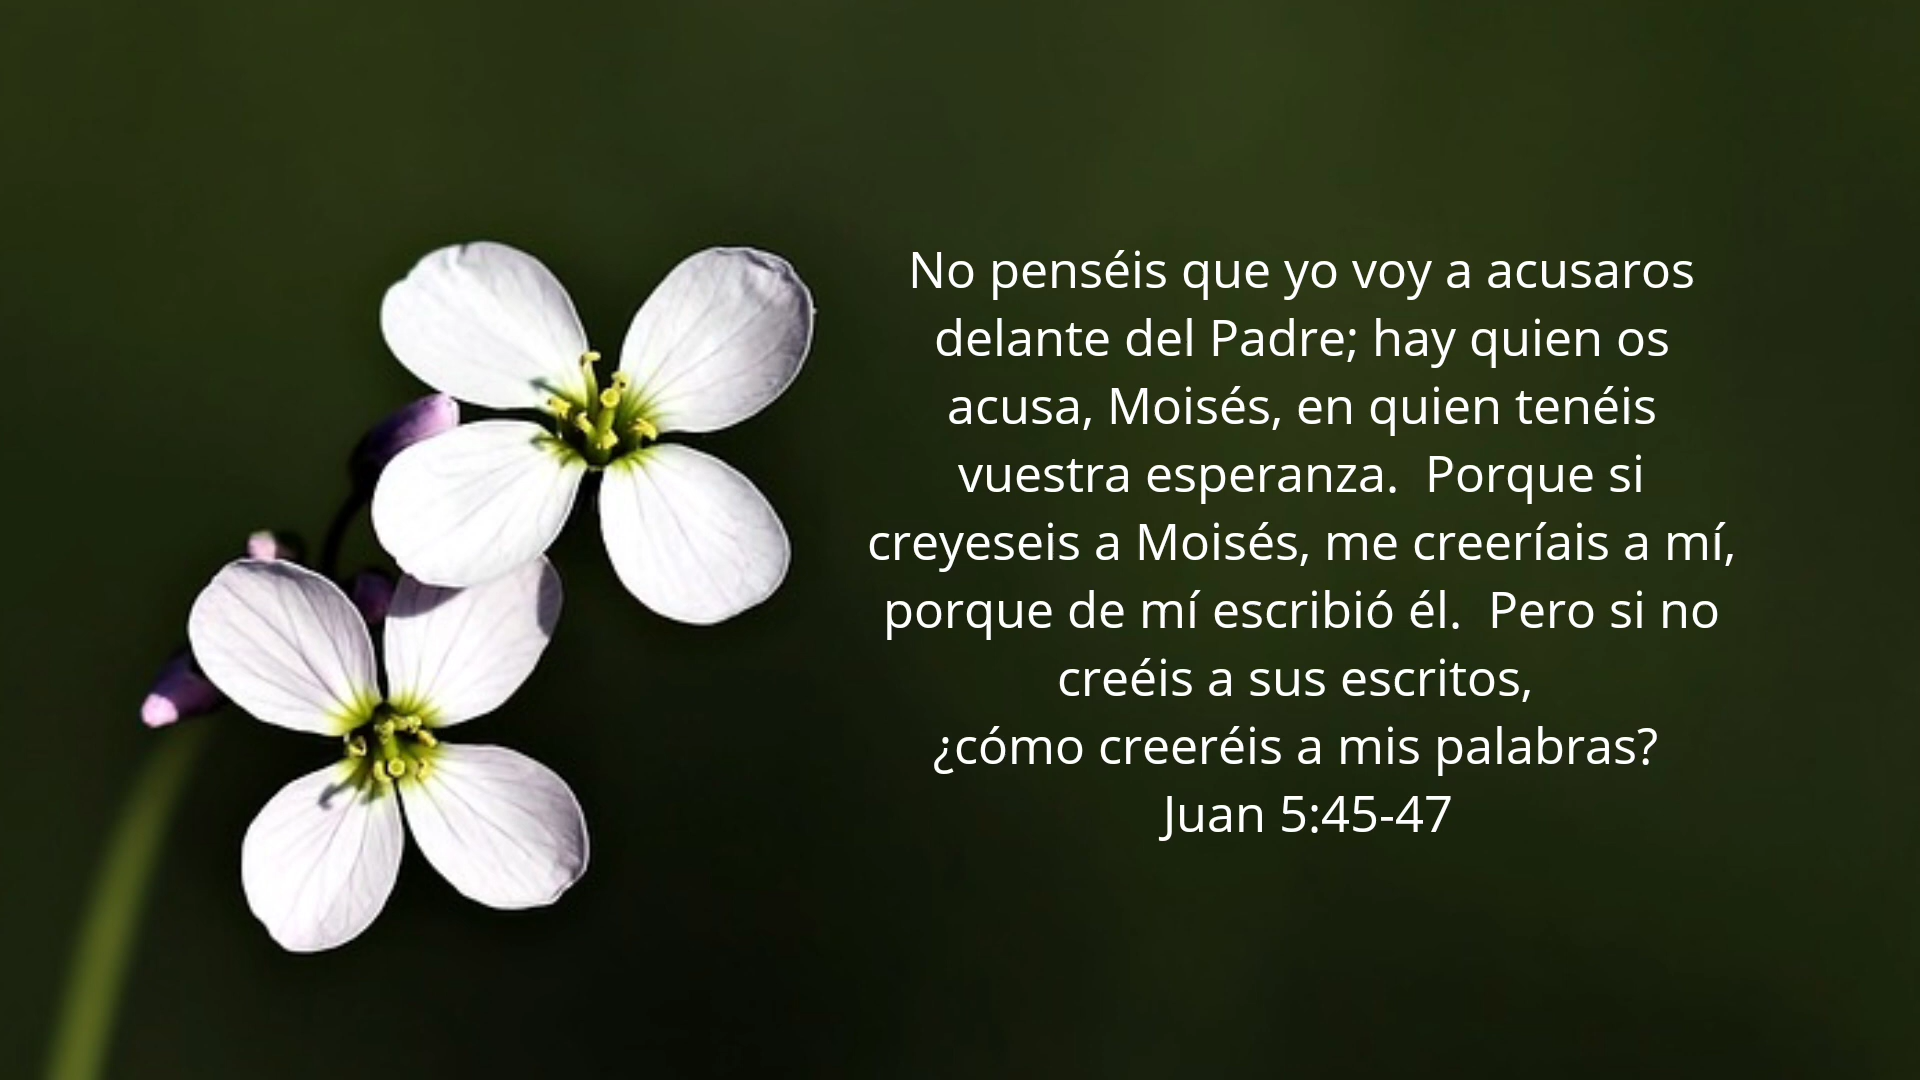 No penséis que yo voy a acusaros
delante del Padre; hay quien os
acusa, Moisés, en quien tenéis
vuestra esperanza.  Porque si
creyeseis a Moisés, me creeríais a mí,
porque de mí escribió él.  Pero si no
creéis a sus escritos,
¿cómo creeréis a mis palabras?
Juan 5:45-47